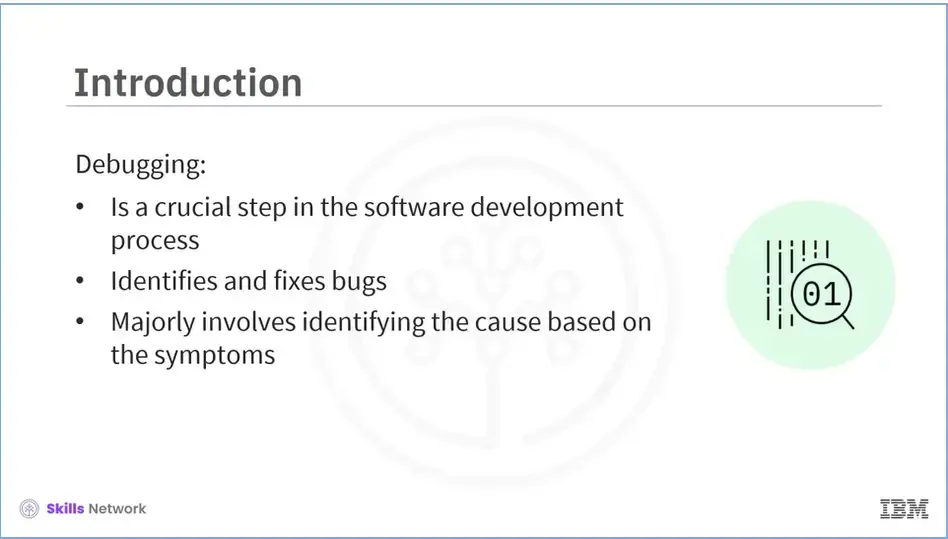 Introduction
Debugging:
• Is a crucial step in the software development
process
• Identifies and fixes bugs
• Majorly involves identifying the cause based on
the symptoms
01
Skills Network
IBM